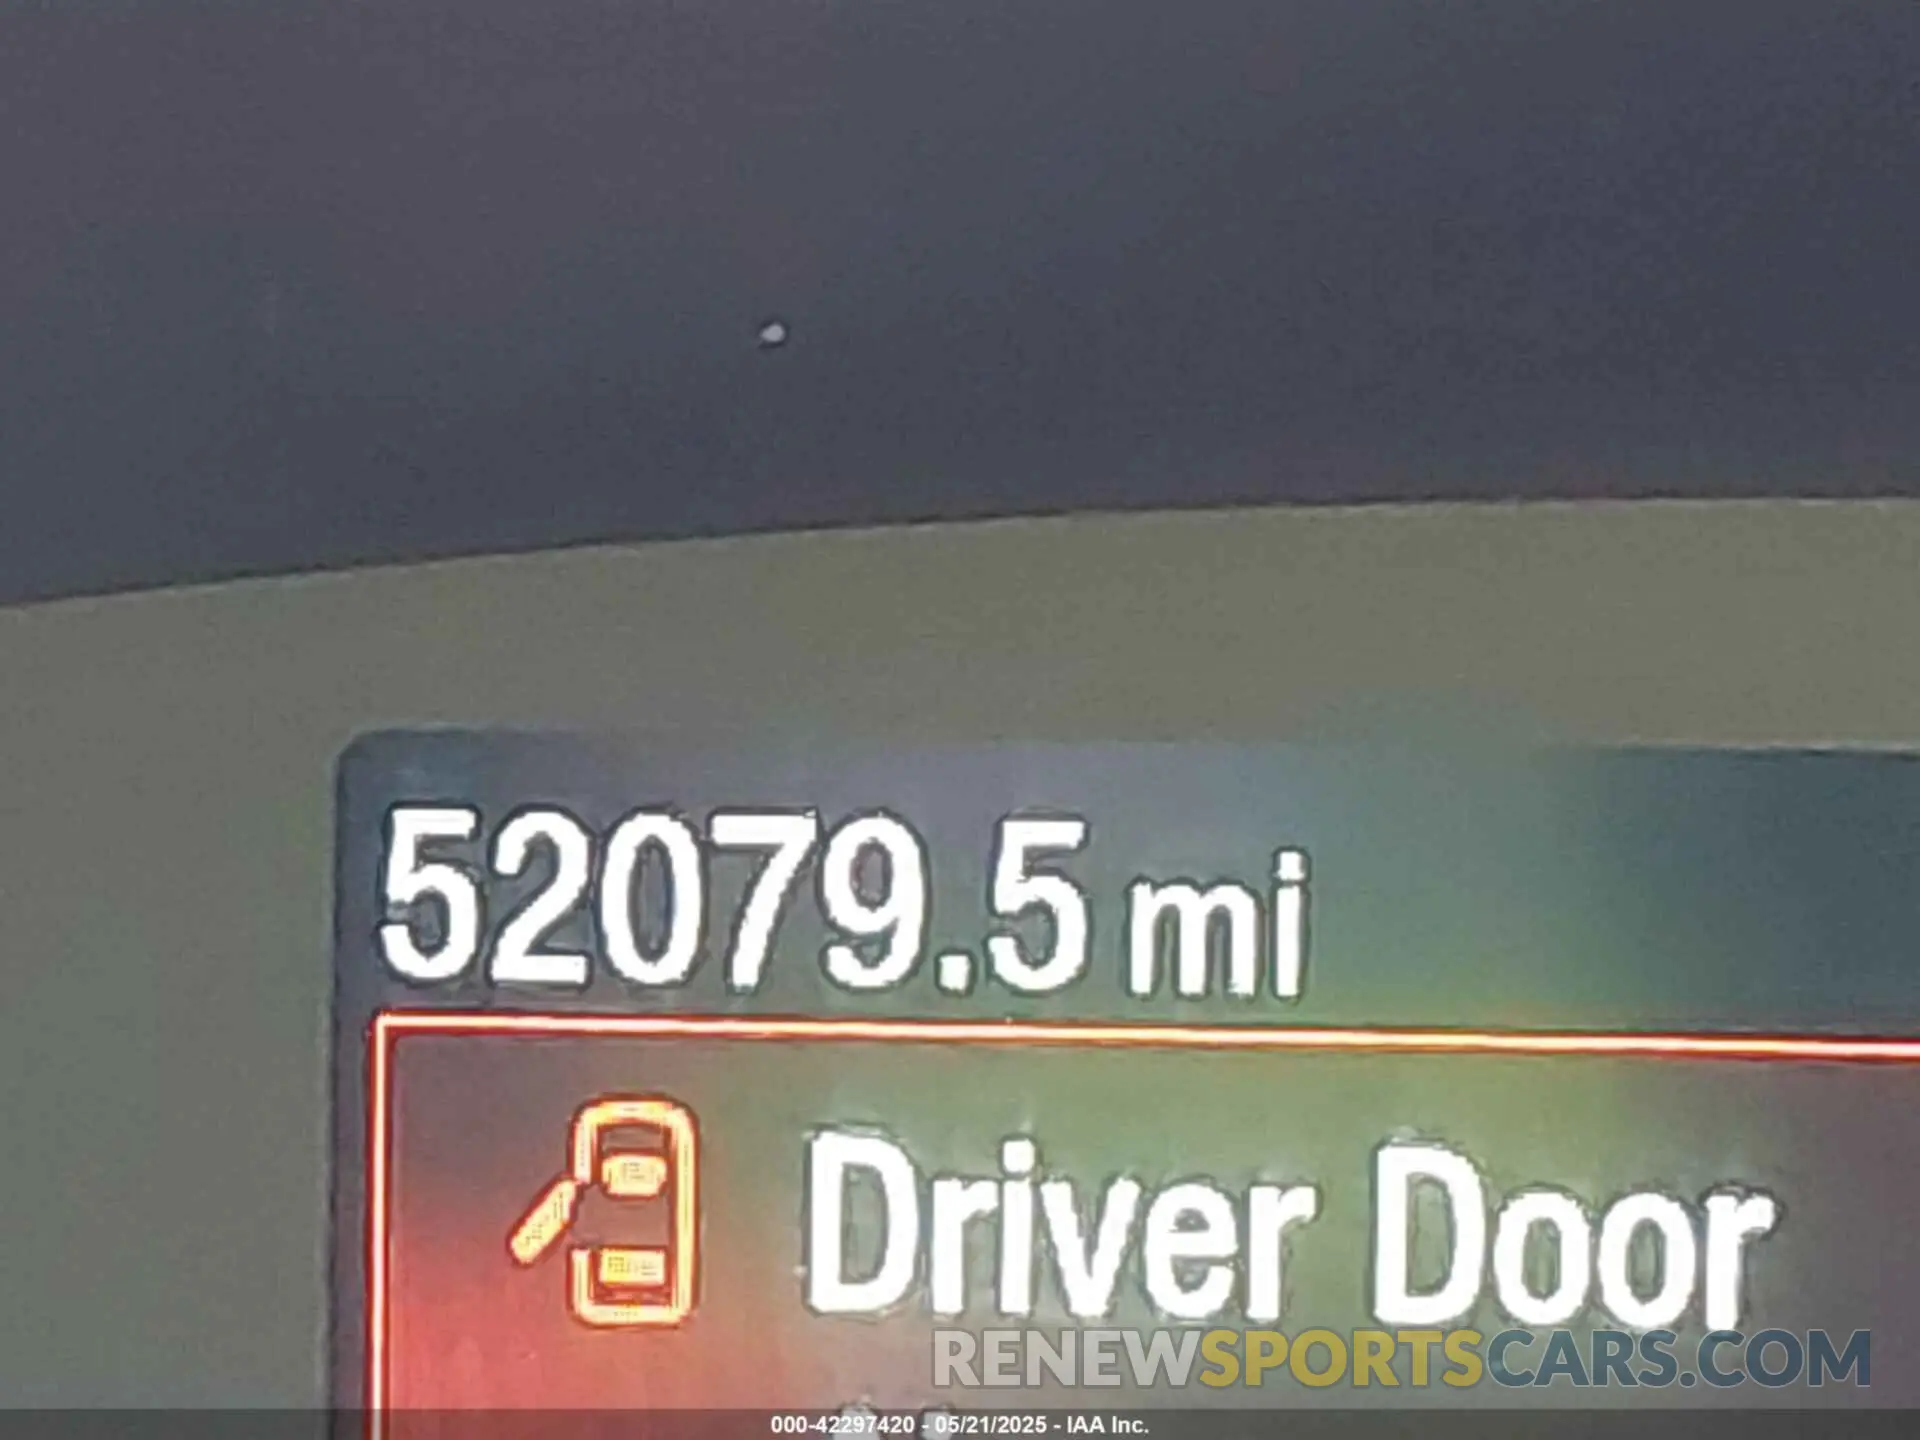 52079.5 mi
Driver Door
RENEWSPORTSCARS.COM
000-42297420 - 05/21/2025 - IAA Inc.